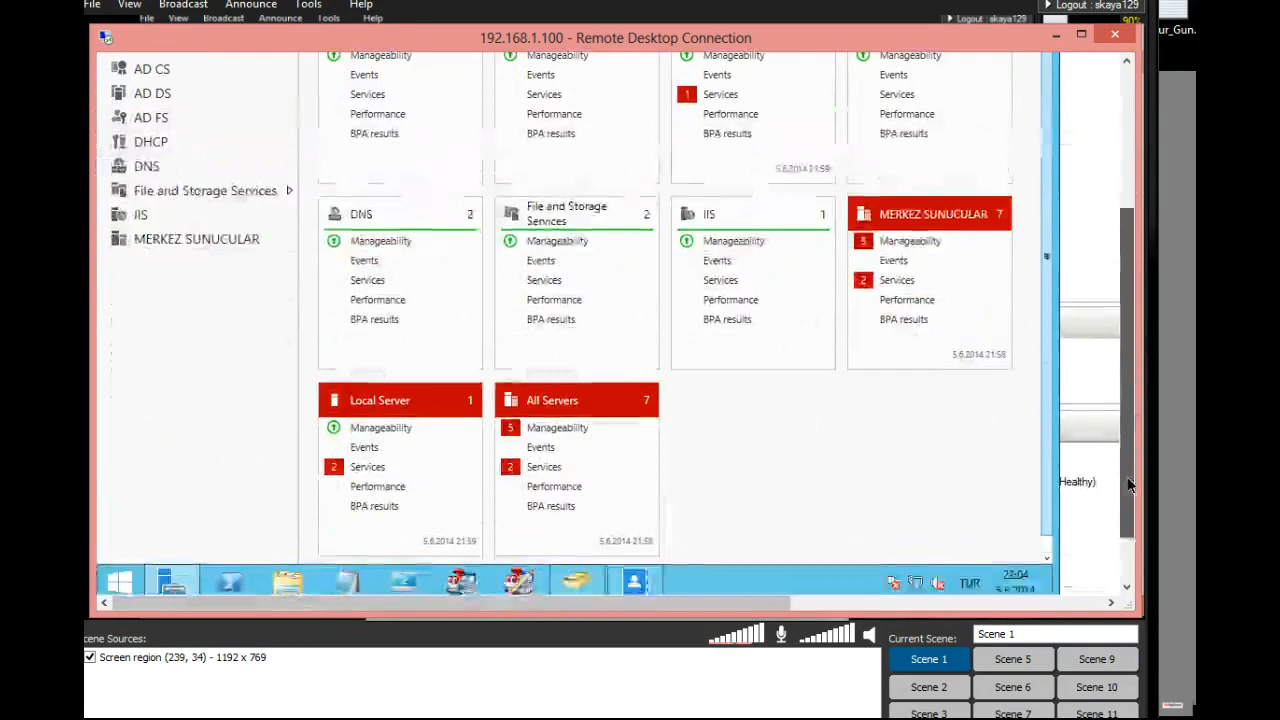 File View Broadcast Announce Tools Help Logout : skaya129
File View Broadcast Announce Tools Help Logout : skaya129 90%
ur_Gun.
192.168.1.100 - Remote Desktop Connection
AD CS
AD DS
AD FS
DHCP
DNS
File and Storage Services
IIS
MERKEZ SUNUCULAR
Manageability
Events
Services
Performance
BPA results
Manageability
Events
Services
Performance
BPA results
Manageability
Events
1 Services
Performance
BPA results
5.6.2014 21:59
Manageability
Events
Services
Performance
BPA results
DNS 2
Manageability
Events
Services
Performance
BPA results
File and Storage
Services 2
Manageability
Events
Services
Performance
BPA results
IIS 1
Manageability
Events
Services
Performance
BPA results
MERKEZ SUNUCULAR 7
5 Manageability
Events
2 Services
Performance
BPA results
5.6.2014 21:58
Local Server 1
Manageability
Events
2 Services
Performance
BPA results
5.6.2014 21:59
All Servers 7
5 Manageability
Events
2 Services
Performance
BPA results
5.6.2014 21:58
Healthy)
TUR
22:04
cene Sources:
Screen region (239, 34) - 1192 x 769
Current Scene: Scene 1
Scene 1 Scene 5 Scene 9
Scene 2 Scene 6 Scene 10
Scene 3 Scene 7 Scene 11